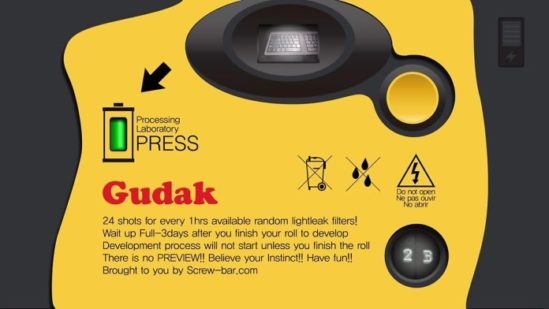 Processing
Laboratory
PRESS
Do not open
Ne pas ouvir
No abrir
Gudak
24 shots for every 1hrs available random lightleak filters!
Wait up Full-3days after you finish your roll to develop
Development process will not start unless you finish the roll
There is no PREVIEW!! Believe your Instinct!! Have fun!!
Brought to you by Screw-bar.com
2 3